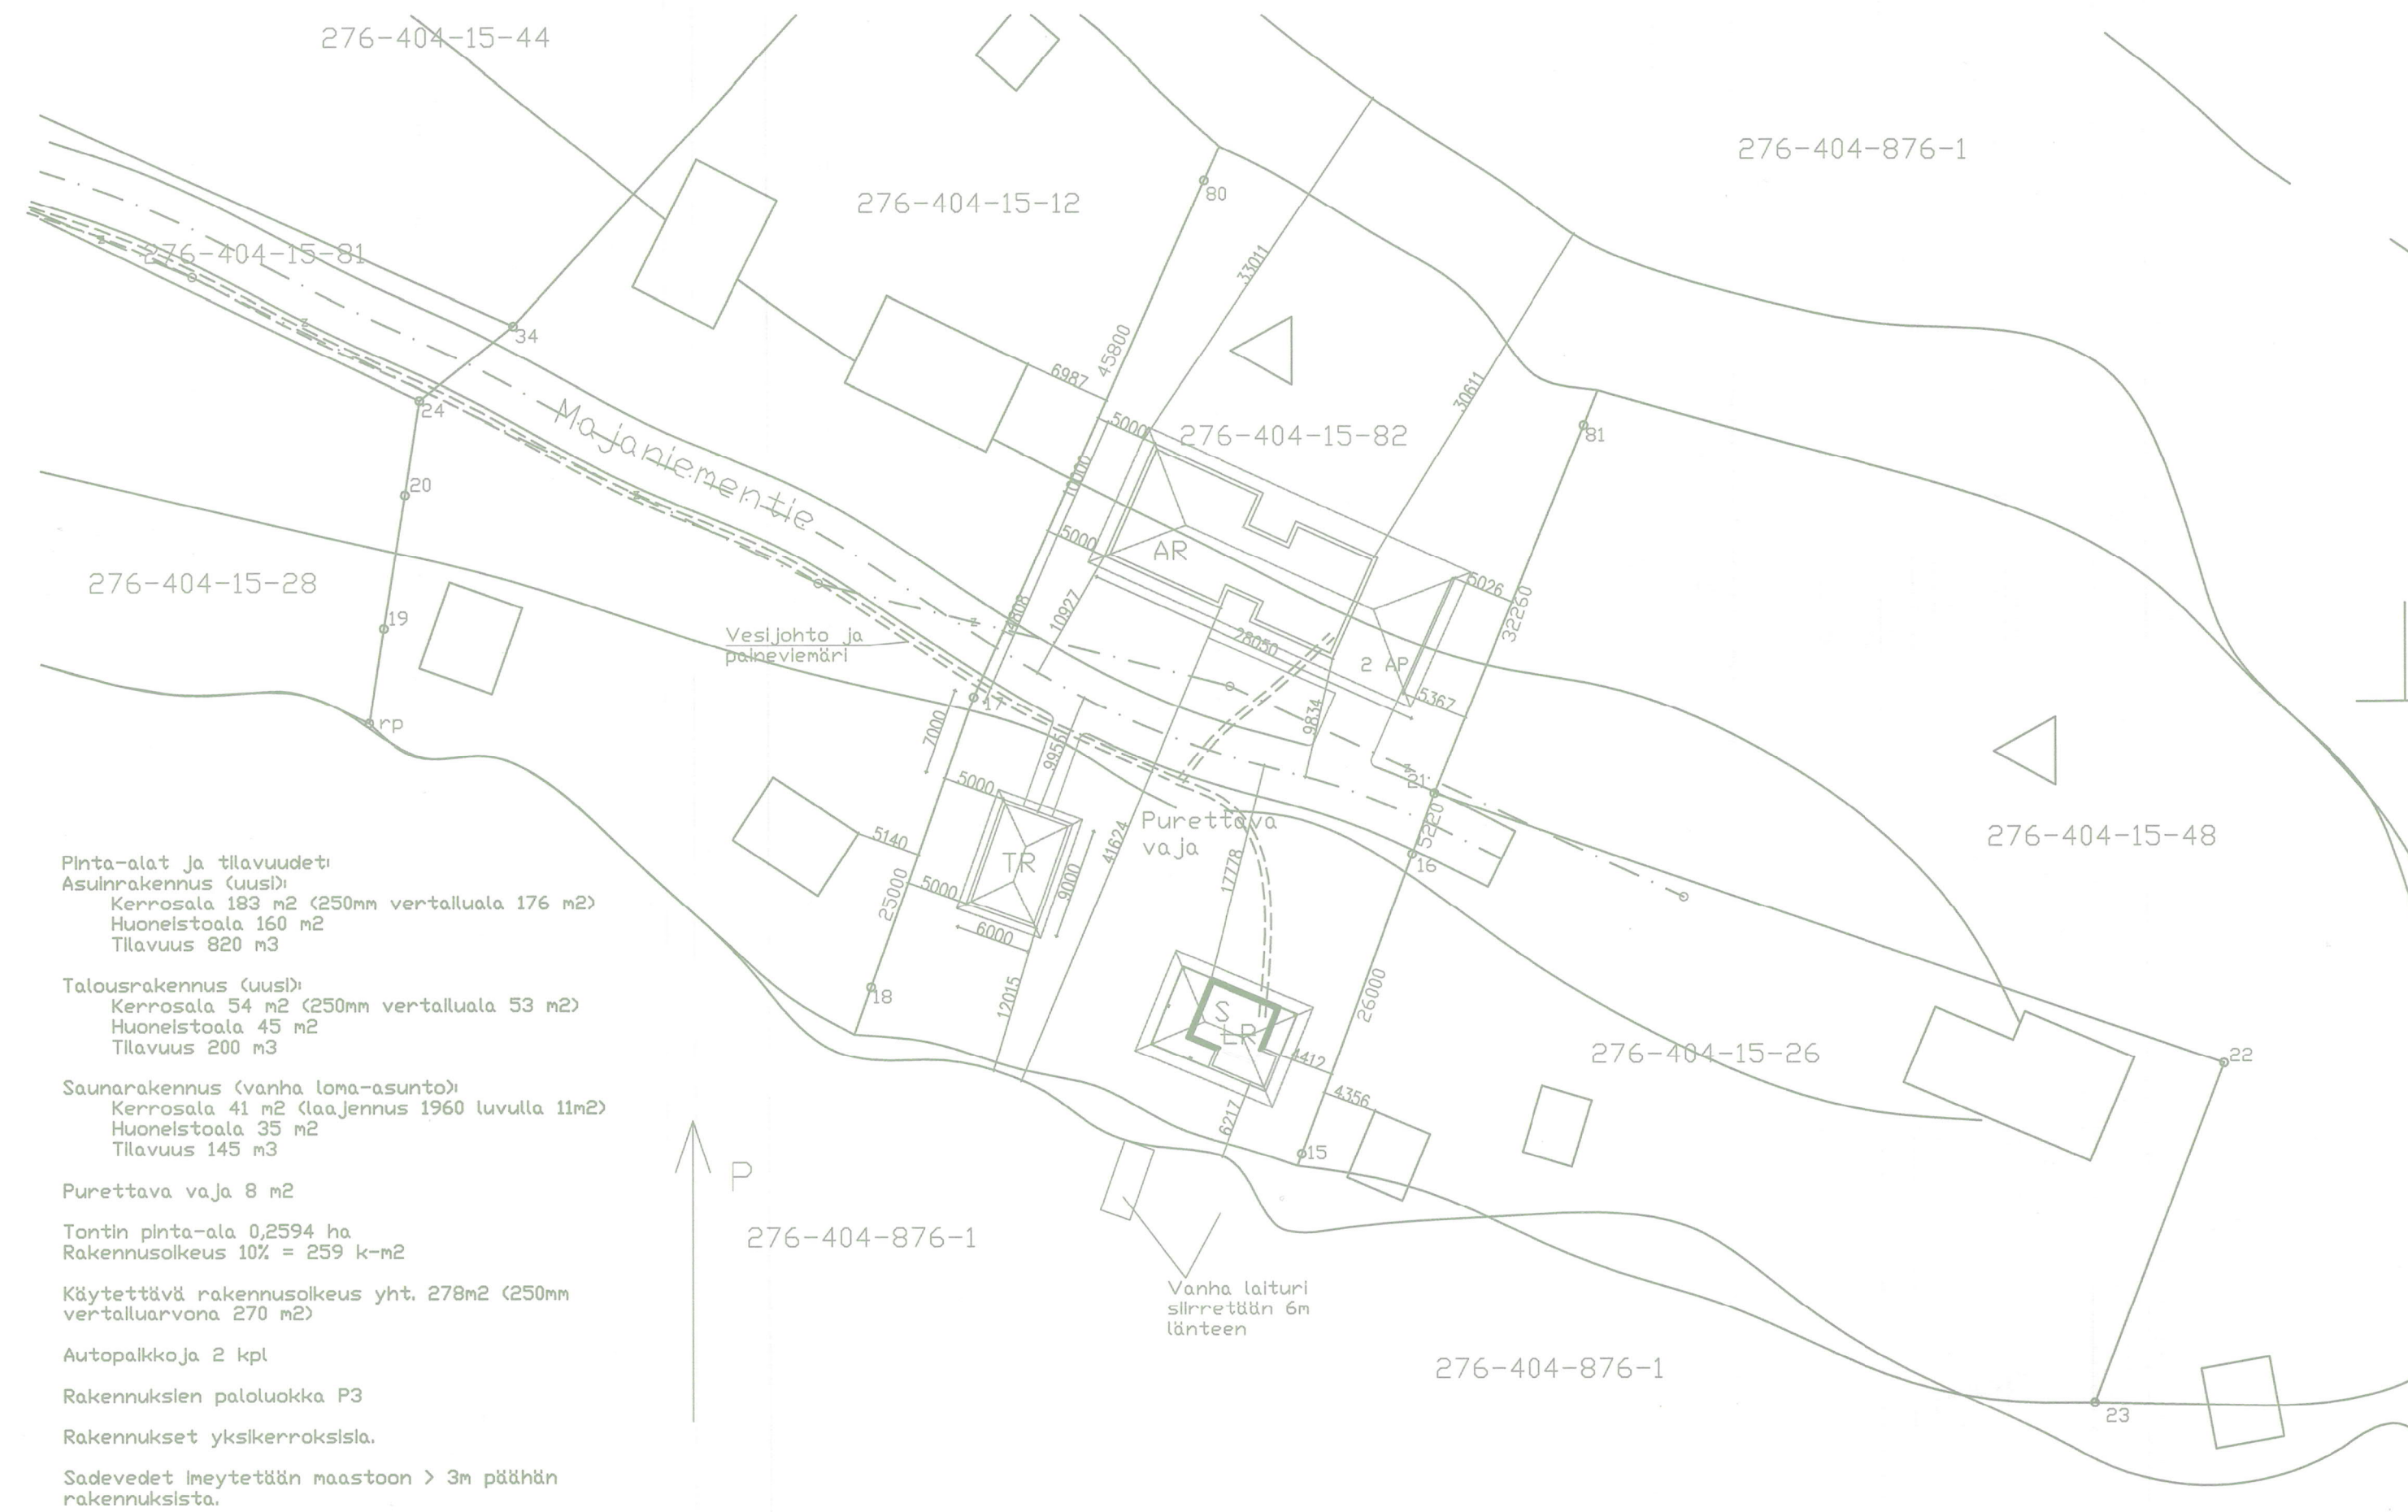 276-404-15-44
276-404-876-1
80
276-404-15-12
276-404-15-81
33011
34
45800
6987
30611
24
5000
276-404-15-82
81
Majaniementie
10000
20
5000
AR
276-404-15-28
6026
19
10927
32260
Vesijohto ja
paineviemäri
28050
2 AP
5367
17
rp
7000
9955
9834
21
5000
276-404-15-48
5140
Purettava
vaja
41624
5220
TR
16
17778
25000
5000
9000
6000
18
12015
26000
S
LR
4412
276-404-15-26
22
4356
6217
15
Pinta-alat ja tilavuudet:
Asuinrakennus (uusi):
Kerrosala 183 m2 (250mm vertailuala 176 m2)
Huoneistoala 160 m2
Tilavuus 820 m3
Talousrakennus (uusi):
Kerrosala 54 m2 (250mm vertailuala 53 m2)
Huoneistoala 45 m2
Tilavuus 200 m3
Saunarakennus (vanha loma-asunto):
Kerrosala 41 m2 (laajennus 1960 luvulla 11m2)
Huoneistoala 35 m2
Tilavuus 145 m3
Purettava vaja 8 m2
Tontin pinta-ala 0,2594 ha
Rakennusoikeus 10% = 259 k-m2
Käytettävä rakennusoikeus yht. 278m2 (250mm
vertailuarvona 270 m2)
Autopaikkoja 2 kpl
Rakennuksien paloluokka P3
Rakennukset yksikerroksisia.
Sadevedet imeytetään maastoon > 3m päähän
rakennuksista.
P
276-404-876-1
Vanha laituri
siirretään 6m
länteen
276-404-876-1
23